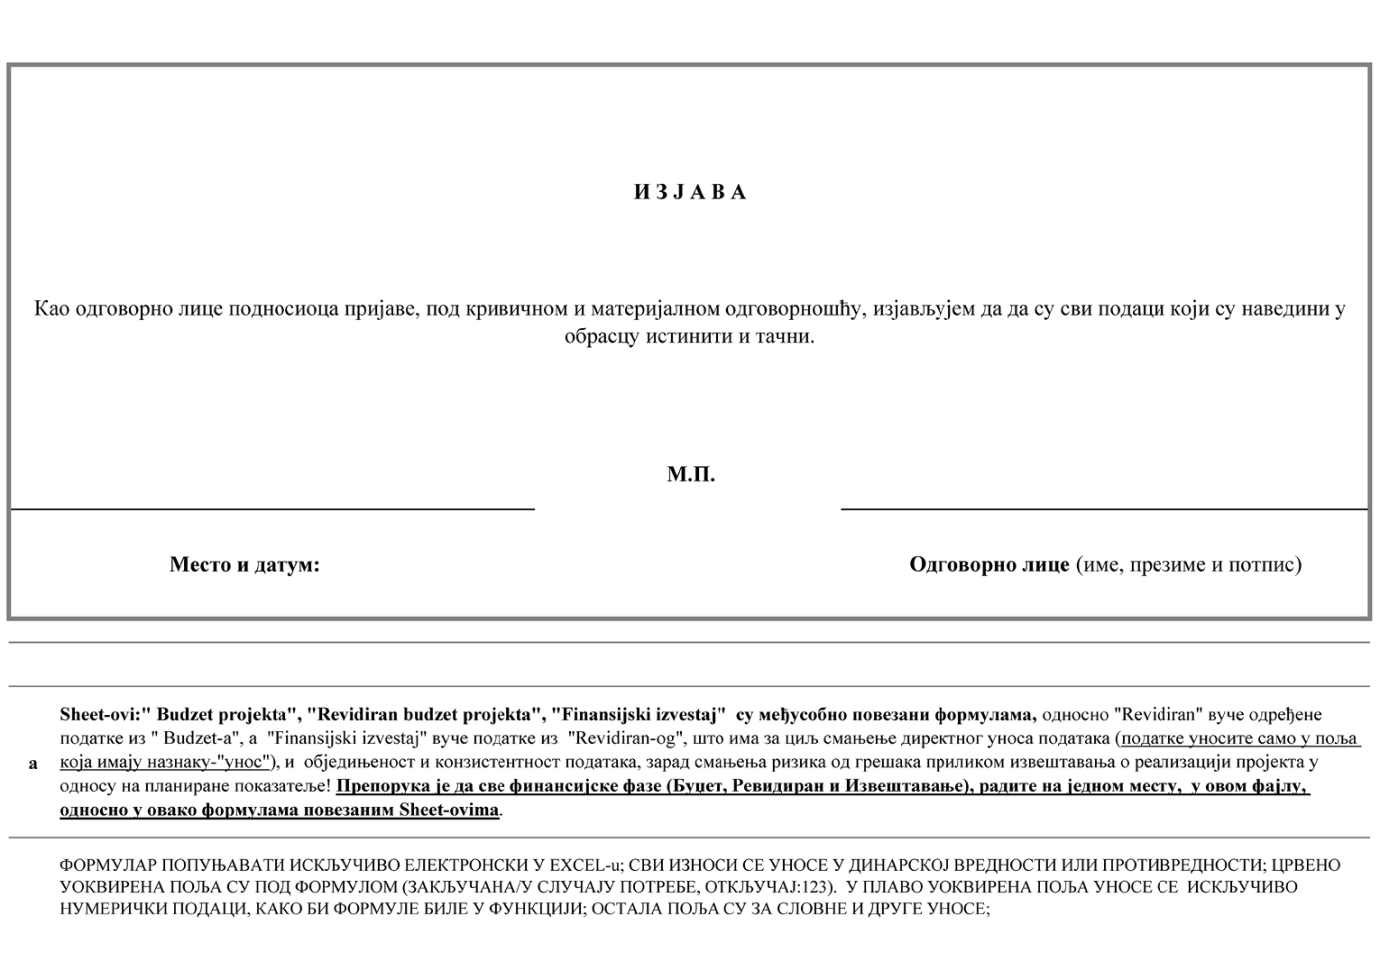 И З Ј А В А
Као одговорно лице подносиоца пријаве, под кривичном и материјалном одговорношћу, изјављујем да да су сви подаци који су наведини у
обрасцу истинити и тачни.
М.П.
Место и датум:
Одговорно лице (име, презиме и потпис)
Sheet-ovi:" Budzet projekta", "Revidiran budzet projekta", "Finansijski izvestaj"  су међусобно повезани формулама, односно "Revidiran" вуче одређене
податке из " Budzet-a", а  "Finansijski izvestaj" вуче податке из  "Revidiran-og", што има за циљ смањење директног уноса података (податке уносите само у поља
а која имају назнаку-"унос"), и  обједињеност и конзистентност података, зарад смањења ризика од грешака приликом извештавања о реализацији пројекта у
односу на планиране показатеље! Препорука је да све финансијске фазе (Буџет, Ревидиран и Извештавање), радите на једном месту,  у овом фајлу,
односно у овако формулама повезаним Sheet-ovima.
ФОРМУЛАР ПОПУЊАВАТИ ИСКЉУЧИВО ЕЛЕКТРОНСКИ У EXCEL-u; СВИ ИЗНОСИ СЕ УНОСЕ У ДИНАРСКОЈ ВРЕДНОСТИ ИЛИ ПРОТИВРЕДНОСТИ; ЦРВЕНО
УОКВИРЕНА ПОЉА СУ ПОД ФОРМУЛОМ (ЗАКЉУЧАНА/У СЛУЧАЈУ ПОТРЕБЕ, ОТКЉУЧАЈ:123).  У ПЛАВО УОКВИРЕНА ПОЉА УНОСЕ СЕ  ИСКЉУЧИВО
НУМЕРИЧКИ ПОДАЦИ, КАКО БИ ФОРМУЛЕ БИЛЕ У ФУНКЦИЈИ; ОСТАЛА ПОЉА СУ ЗА СЛОВНЕ И ДРУГЕ УНОСЕ;